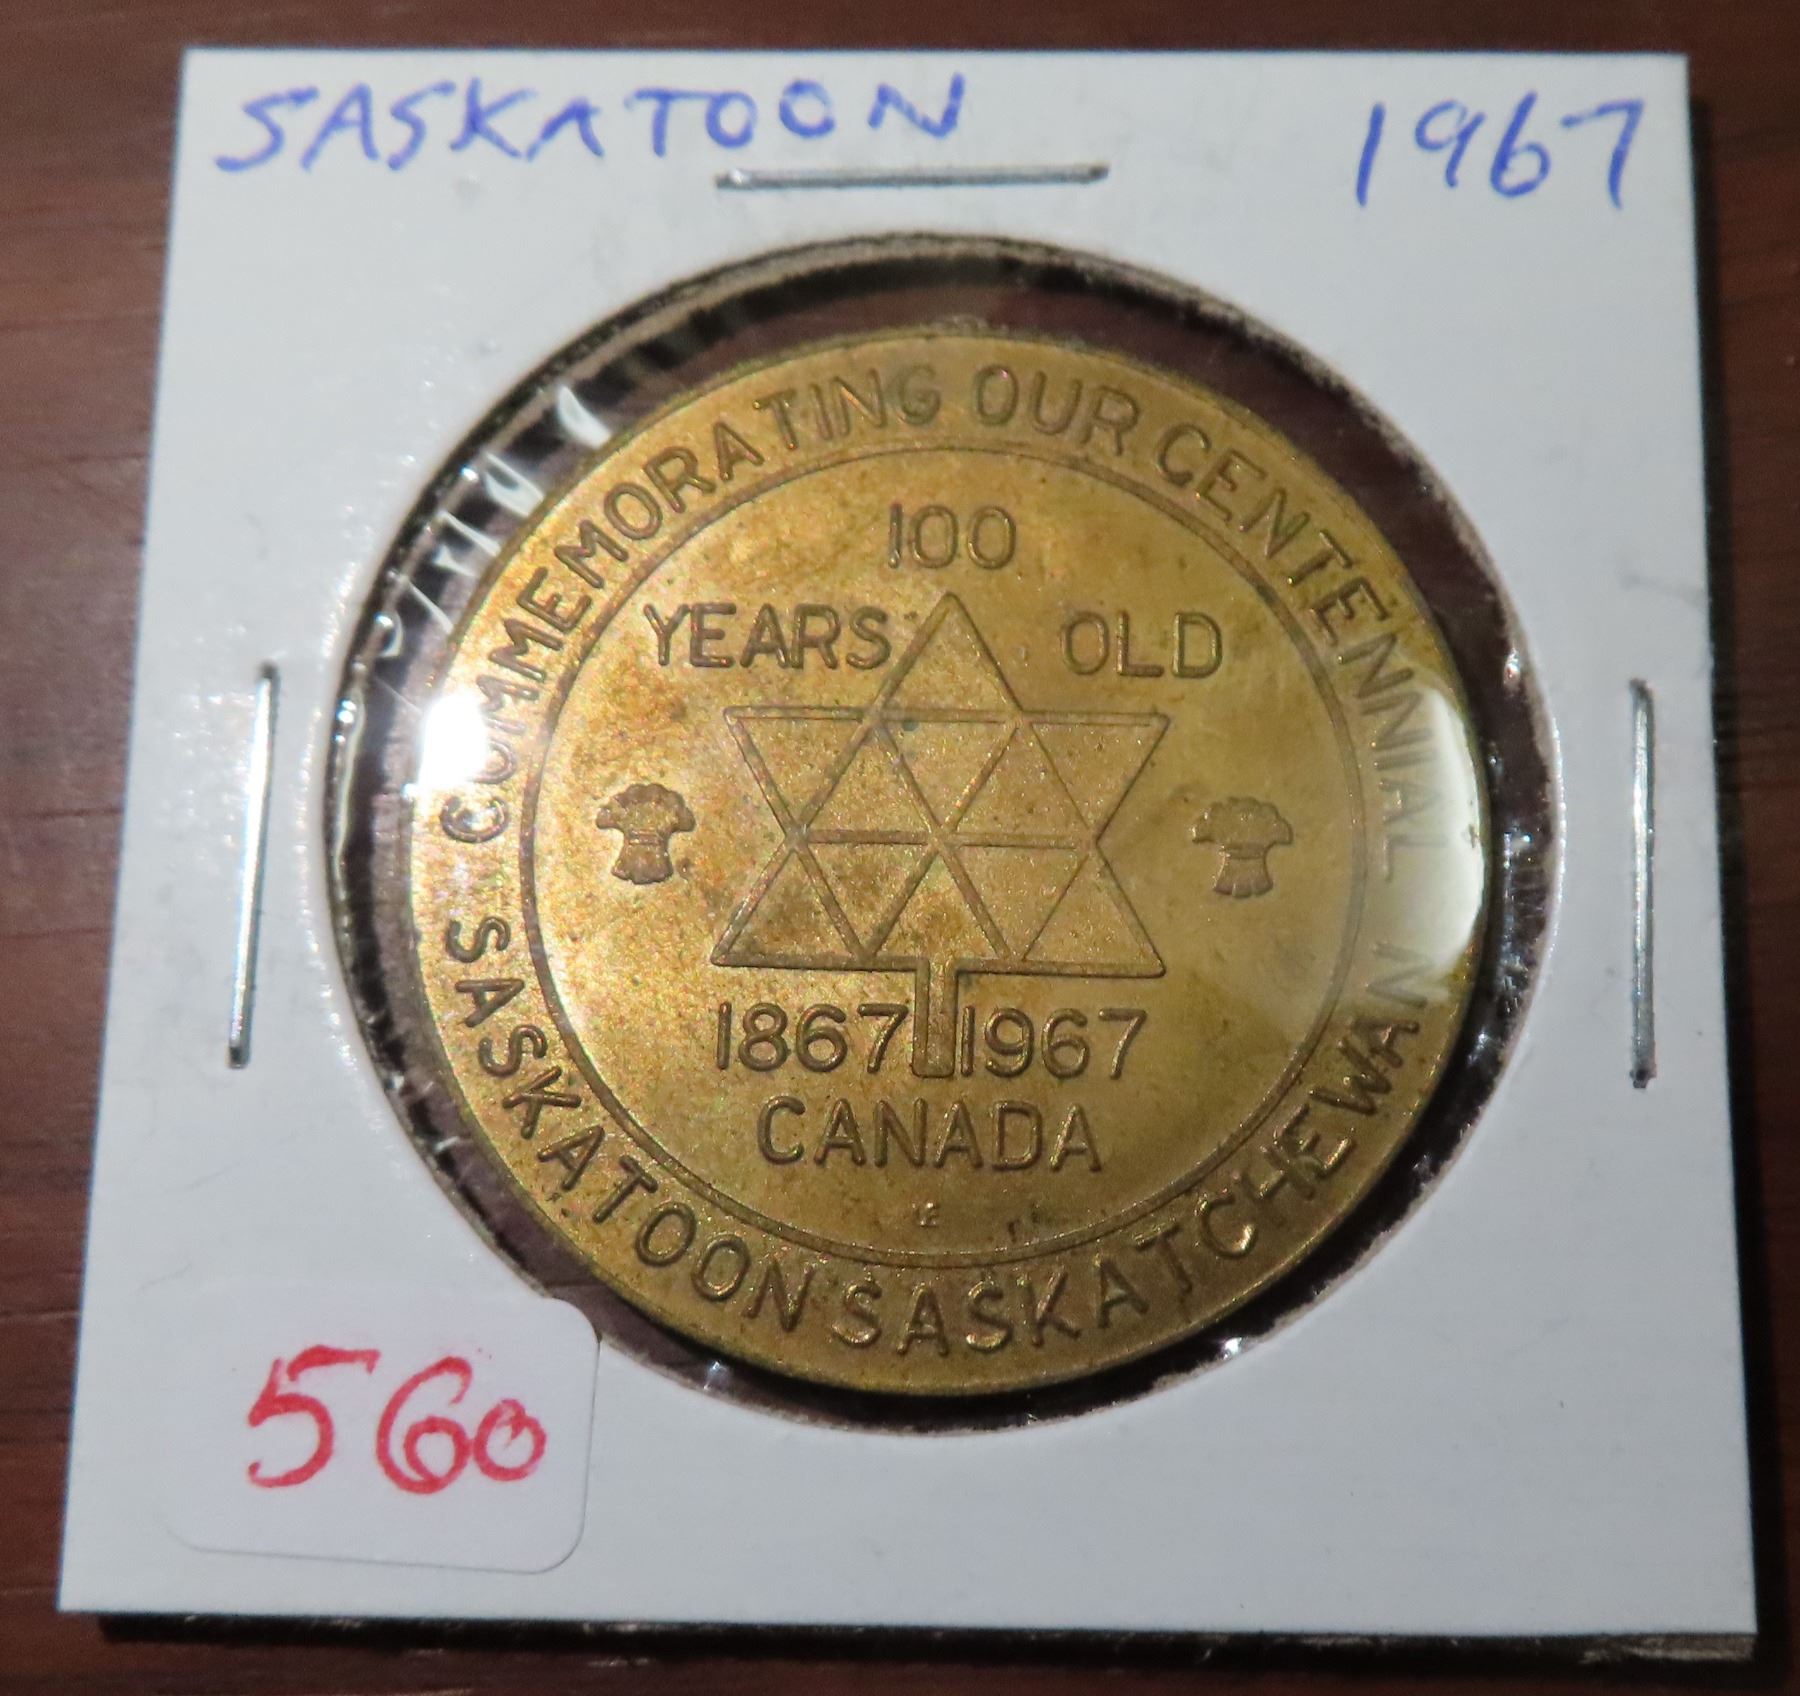 SASKATOON 1967
COMMEMORATING OUR CENTENNIAL
100
YEARS OLD
1867 1967
CANADA
SASKATOON SASKATCHEWAN
560